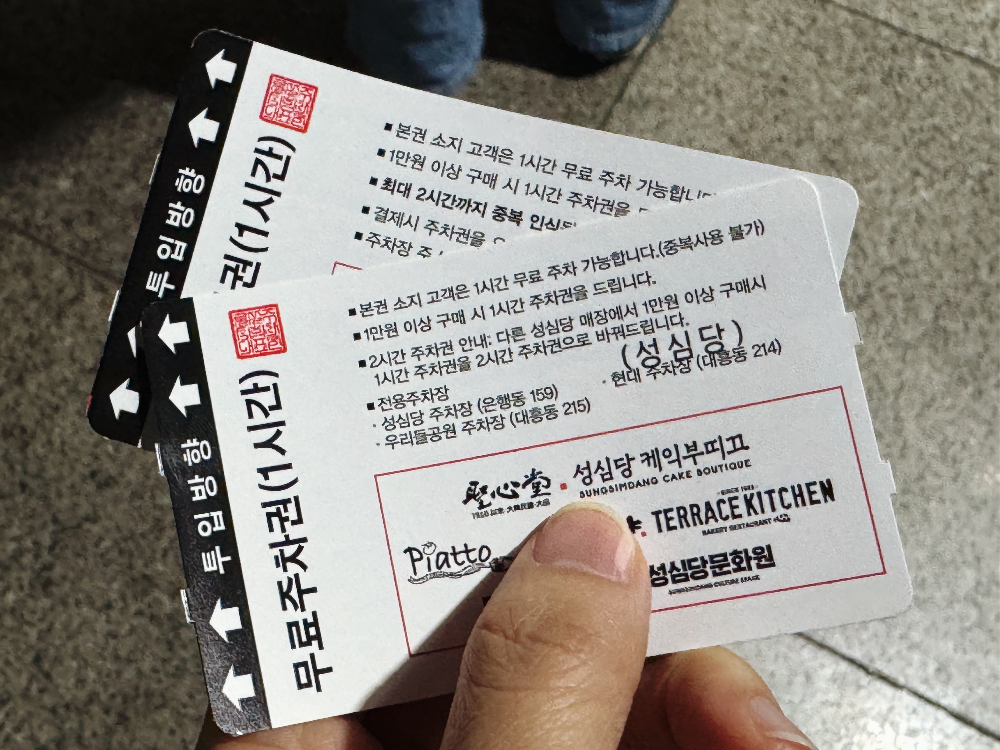 투입방향
권(1시간)
■본권 소지 고객은 1시간 무료 주차 가능합니
■1만원 이상 구매 시 1시간 주차권을
■최대 2시간까지 중복
■결제시 주차권을
■주차장
투입방향
무료주차권(1시간)
■본권 소지 고객은 1시간 무료 주차 가능합니다.(중복사용 불가)
■1만원 이상 구매 시 1시간 주차권을 드립니다.
■2시간 주차권 안내: 다른 성심당 매장에서 1만원 이상 구매시
1시간 주차권을 2시간 주차권으로 바꿔드립니다.
(성심당)
■전용주차장
· 성심당 주차장 (은행동 159)
· 현대 주차장 (대흥동 214)
· 우리들공원 주차장 (대흥동 215)
聖心堂
성심당 케익부띠끄
SUNGSIMDANG CAKE BOUTIQUE
Piatto
SINCE
TERRACE KITCHEN
BAKERY RESTAURANT
성심당문화원
SUNGSIMDANG CULTURE SPACE